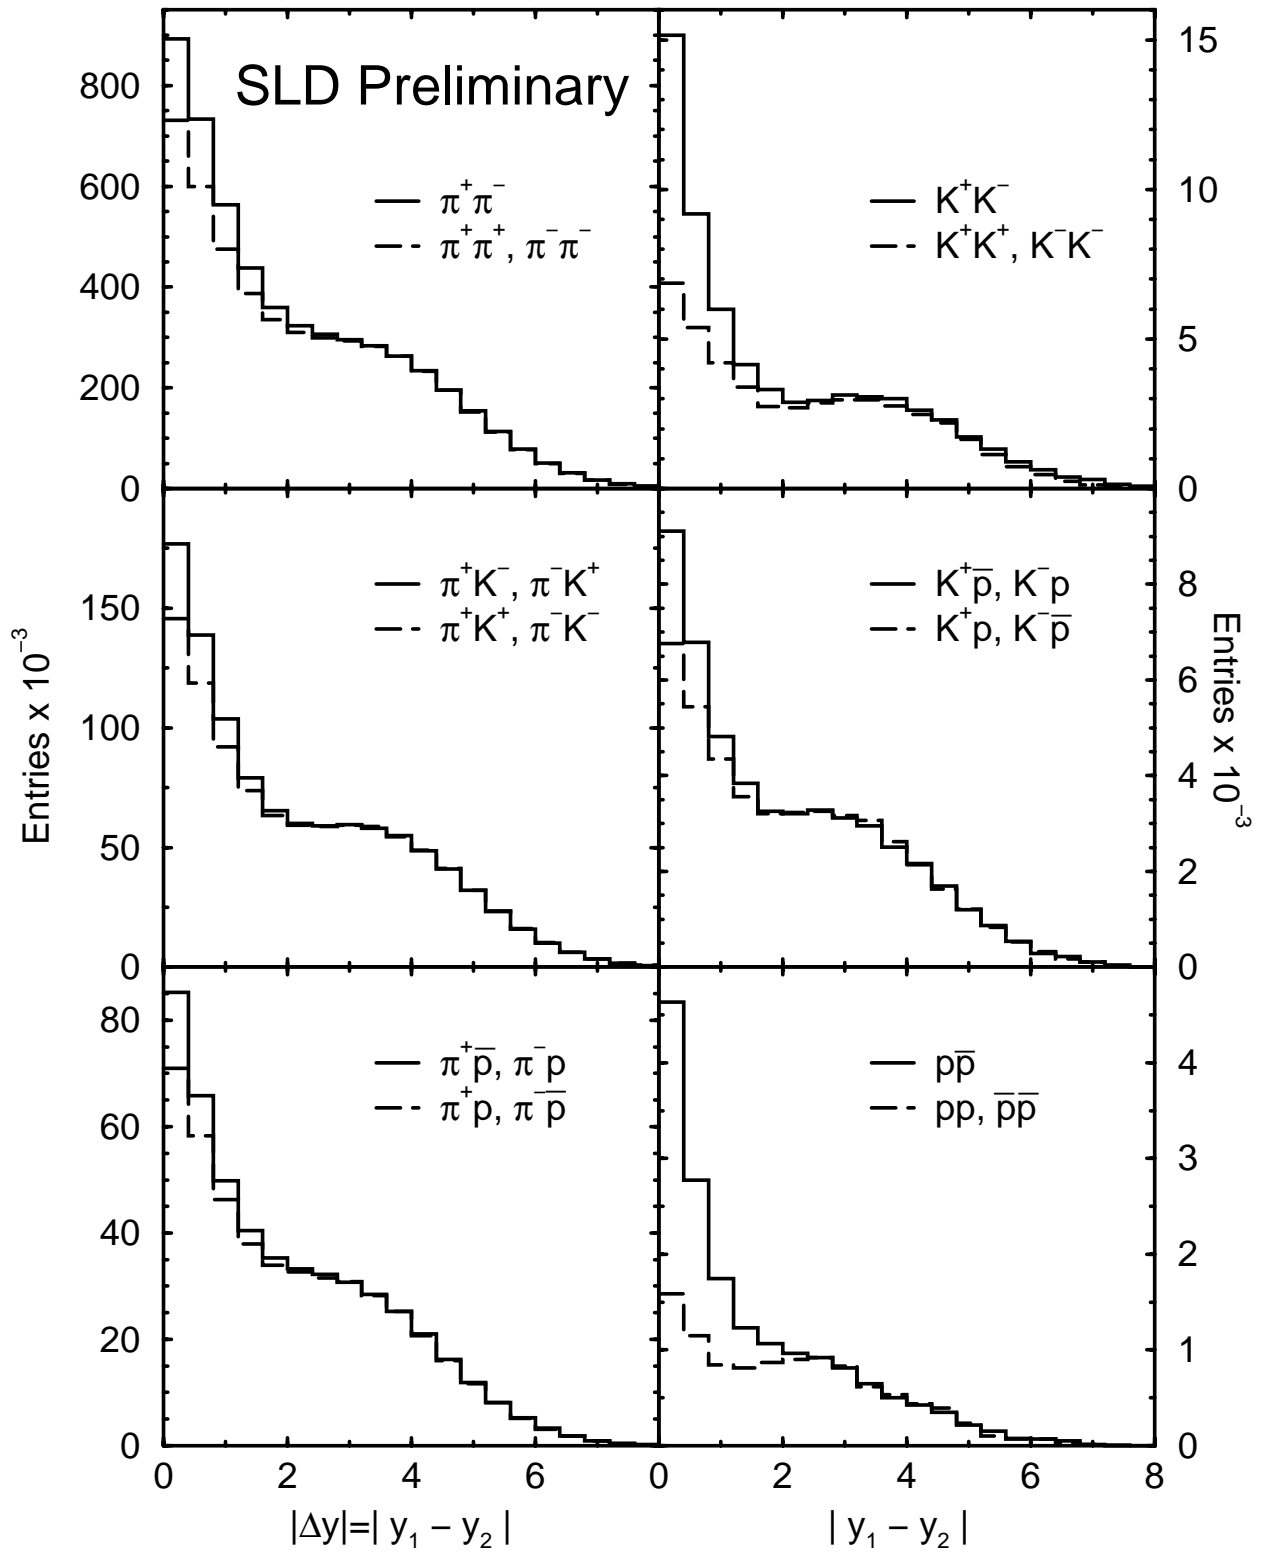 SLD Preliminary
800
600
400
200
0
π⁺π⁻
π⁺π⁺, π⁻π⁻
15
10
5
0
K⁺K⁻
K⁺K⁺, K⁻K⁻
Entries x 10⁻³
150
100
50
0
π⁺K⁻, π⁻K⁺
π⁺K⁺, π⁻K⁻
8
6
4
2
0
K⁺p̅, K⁻p
K⁺p, K⁻p̅
Entries x 10⁻³
80
60
40
20
0
π⁺p̅, π⁻p
π⁺p, π⁻p̅
4
3
2
1
0
pp̅
pp, p̅p̅
0 2 4 6 0 2 4 6 8
|Δy|=| y₁ – y₂ |
| y₁ – y₂ |